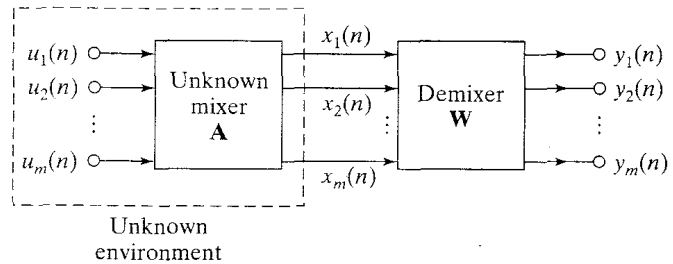 u₁(n)
u₂(n)
⋮
uₘ(n)
Unknown
mixer
A
x₁(n)
x₂(n)
⋮
xₘ(n)
Demixer
W
y₁(n)
y₂(n)
⋮
yₘ(n)
Unknown
environment